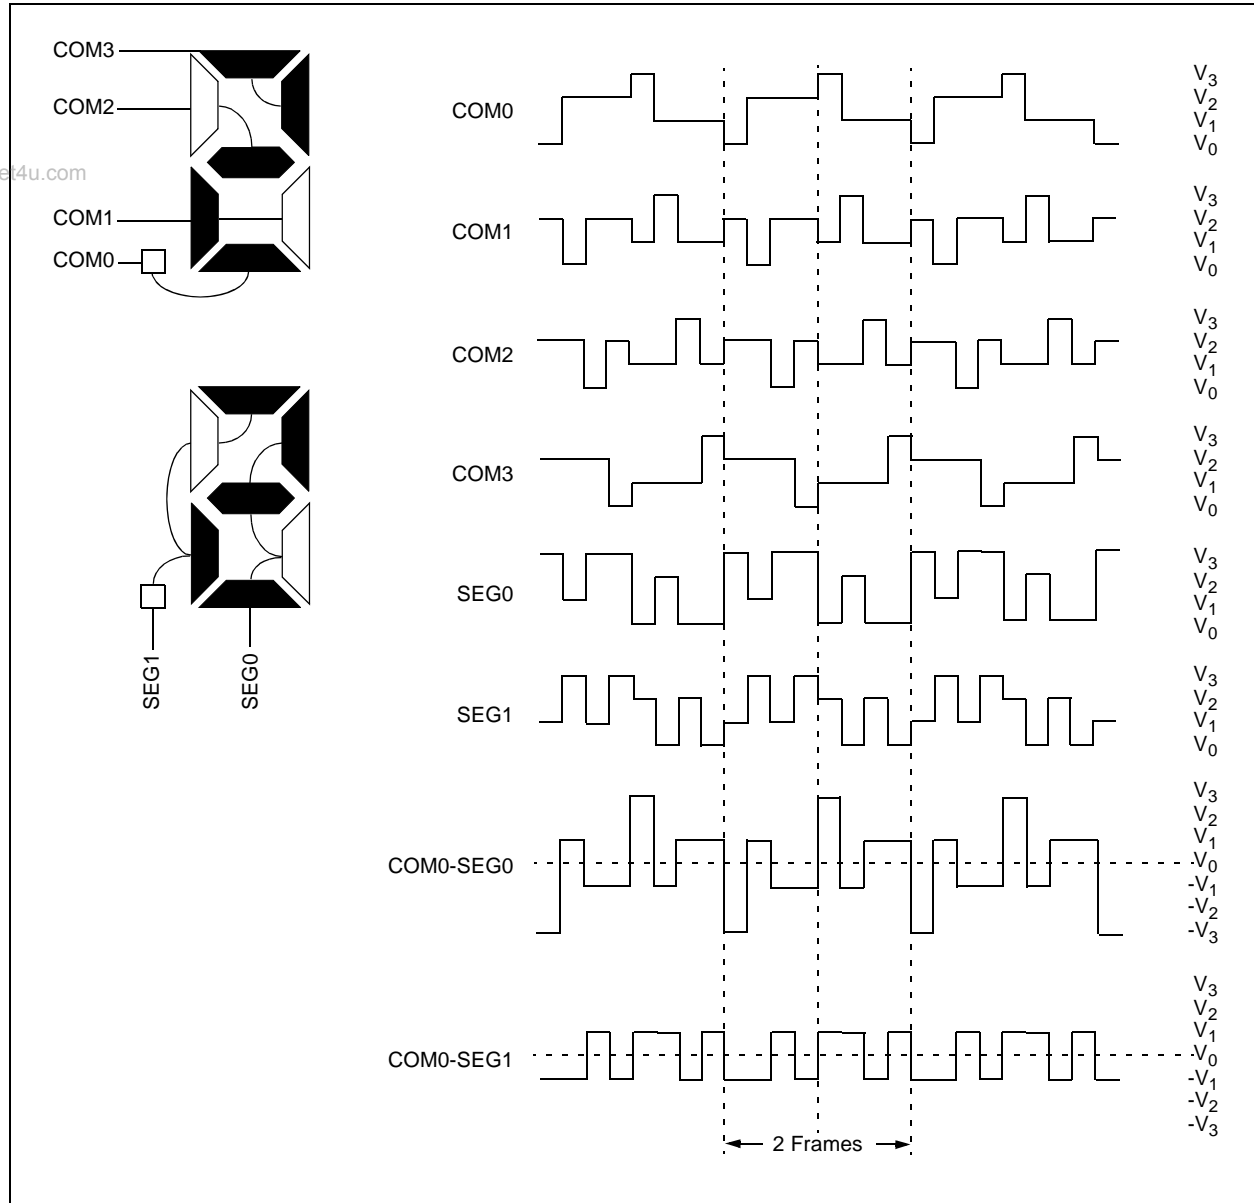 COM3
COM2
et4u.com
COM1
COM0
SEG1
SEG0
COM0
V3
V2
V1
V0
COM1
V3
V2
V1
V0
COM2
V3
V2
V1
V0
COM3
V3
V2
V1
V0
SEG0
V3
V2
V1
V0
SEG1
V3
V2
V1
V0
COM0-SEG0
V3
V2
V1
V0
-V1
-V2
-V3
COM0-SEG1
V3
V2
V1
V0
-V1
-V2
-V3
2 Frames